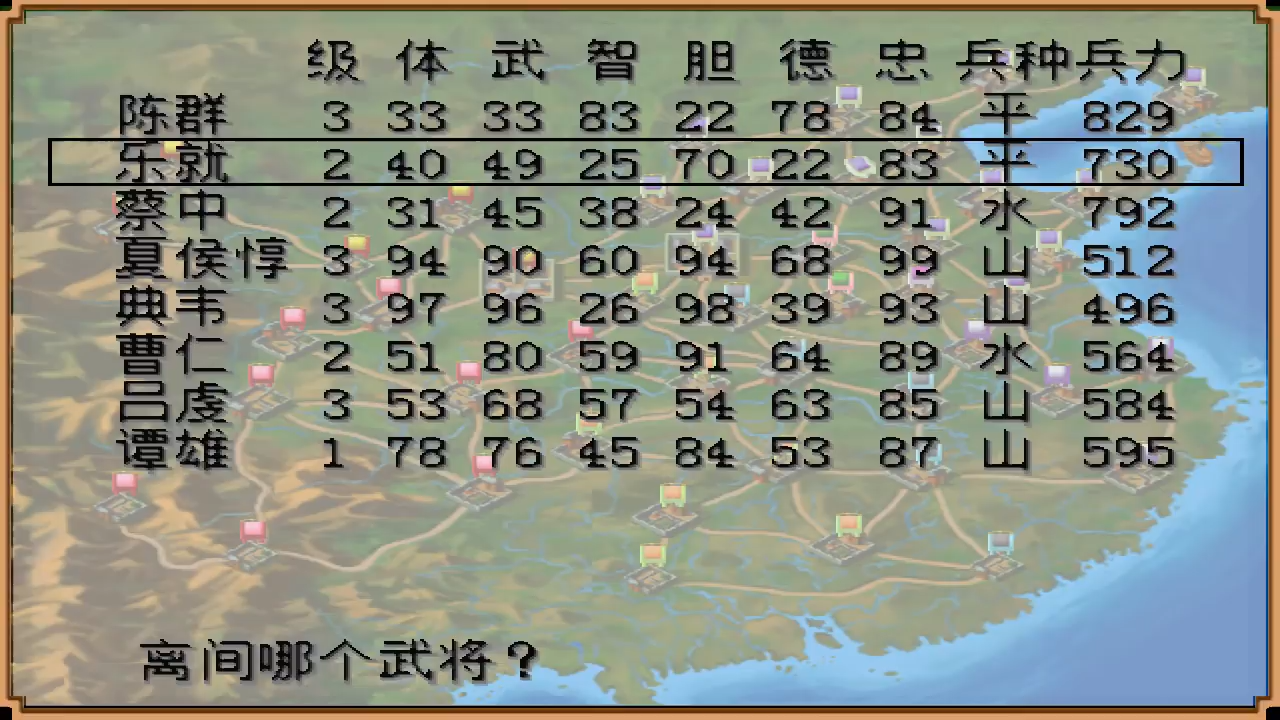 级 体 武 智 胆 德 忠 兵种 兵力
陈群 3 33 33 83 22 78 84 平 829
乐就 2 40 49 25 70 22 83 平 730
蔡中 2 31 45 38 24 42 91 水 792
夏侯惇 3 94 90 60 94 68 99 山 512
典韦 3 97 96 26 98 39 93 山 496
曹仁 2 51 80 59 91 64 89 水 564
吕虔 3 53 68 57 54 63 85 山 584
谭雄 1 78 76 45 84 53 87 山 595
离间哪个武将？